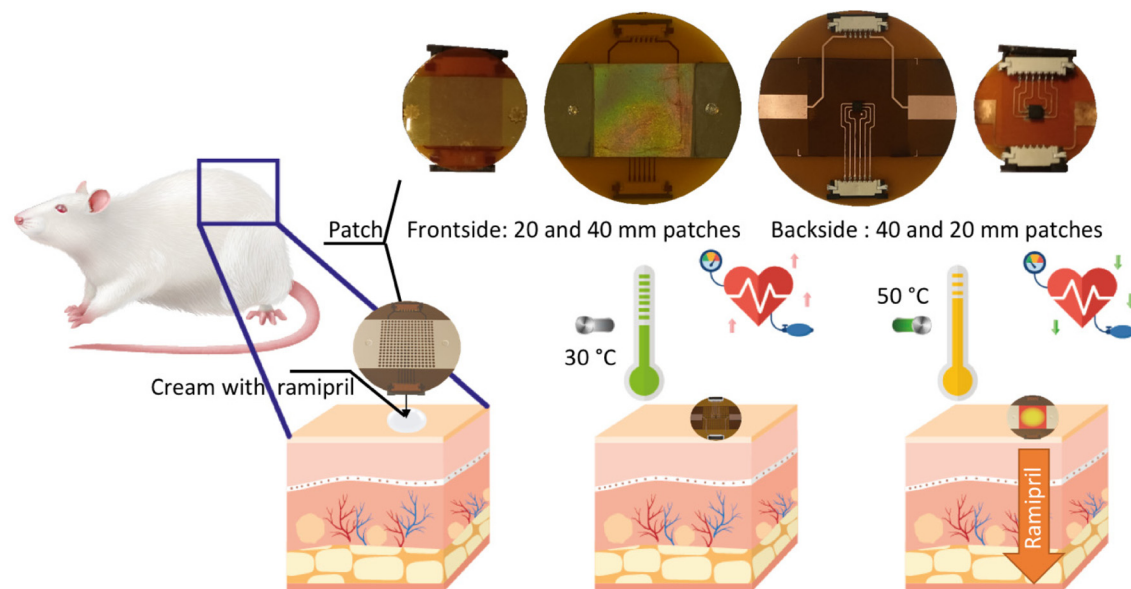 Patch
Frontside: 20 and 40 mm patches
Backside : 40 and 20 mm patches
30 °C
50 °C
Cream with ramipril
Ramipril